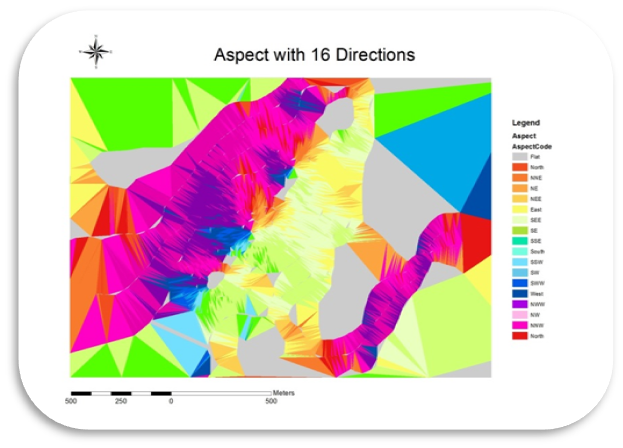 Aspect with 16 Directions
Legend
Aspect
AspectCode
Flat
North
NNE
NE
NEE
East
SEE
SE
SSE
South
SSW
SW
SWW
West
NWW
NW
NNW
North
Meters
500 250 0 500